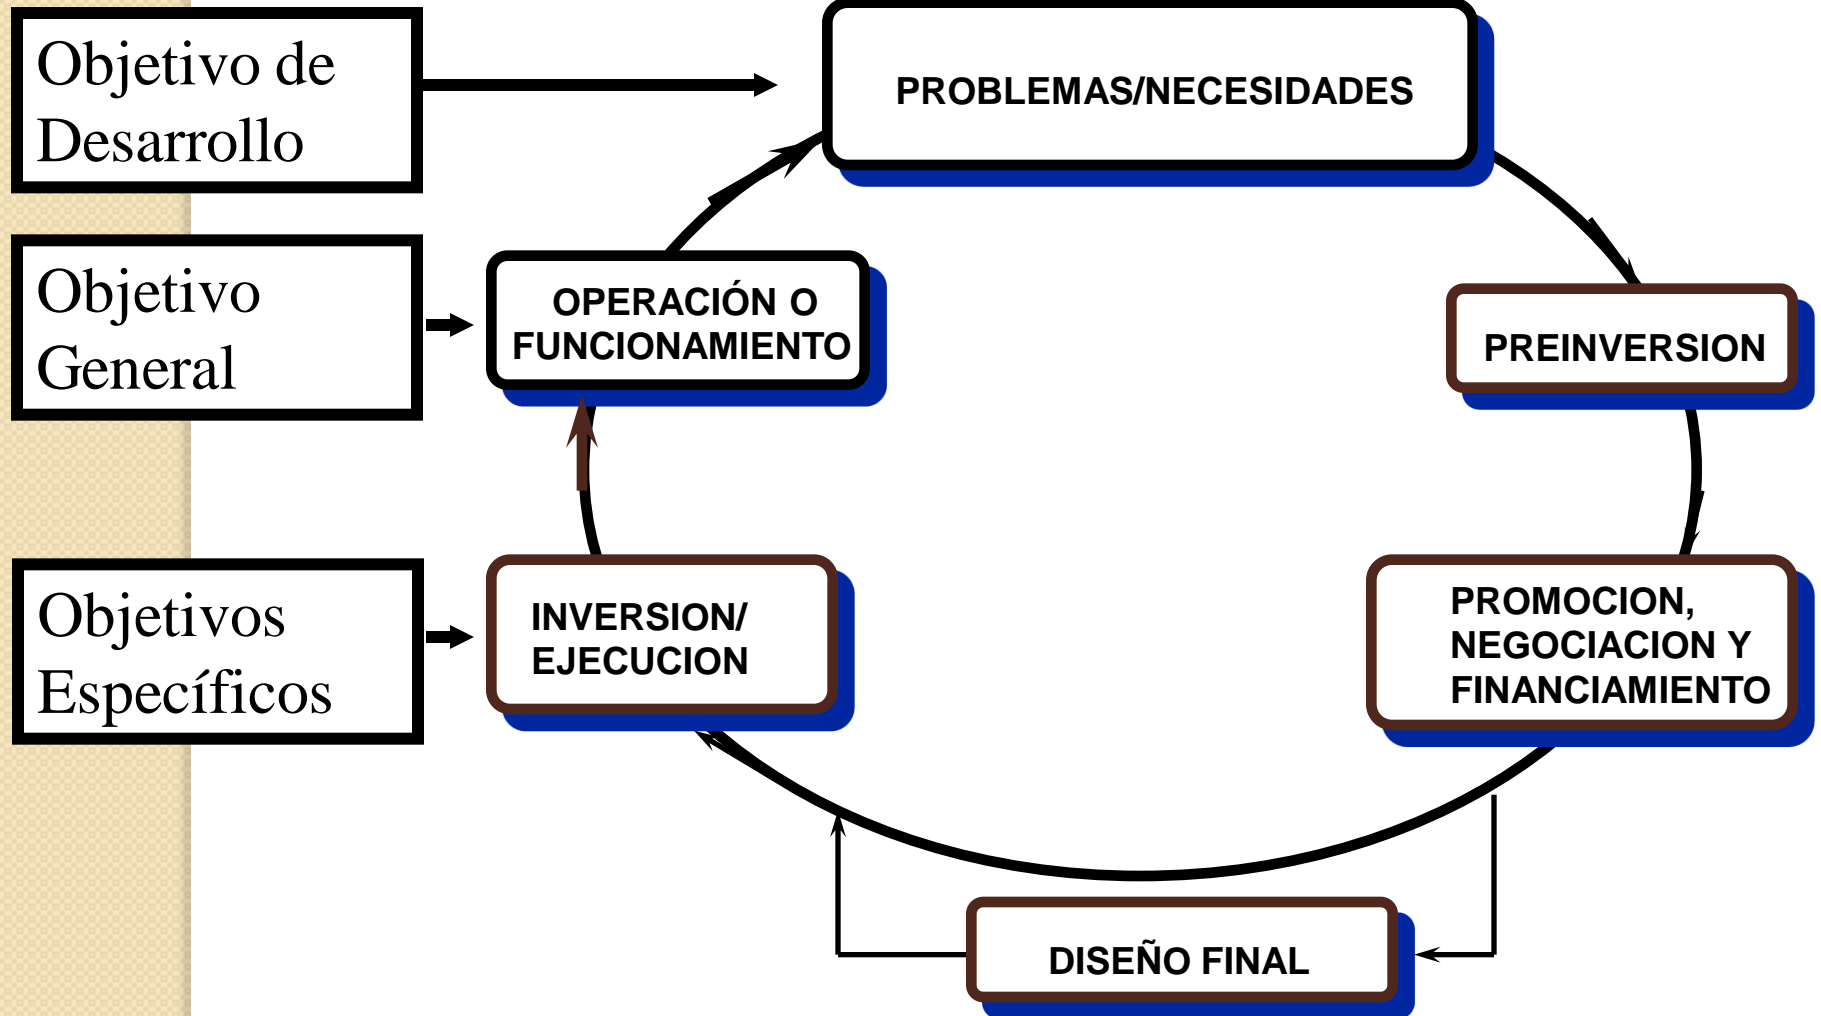 Objetivo de
Desarrollo
PROBLEMAS/NECESIDADES
Objetivo
General
OPERACIÓN O
FUNCIONAMIENTO
PREINVERSION
Objetivos
Específicos
INVERSION/
EJECUCION
PROMOCION,
NEGOCIACION Y
FINANCIAMIENTO
DISEÑO FINAL